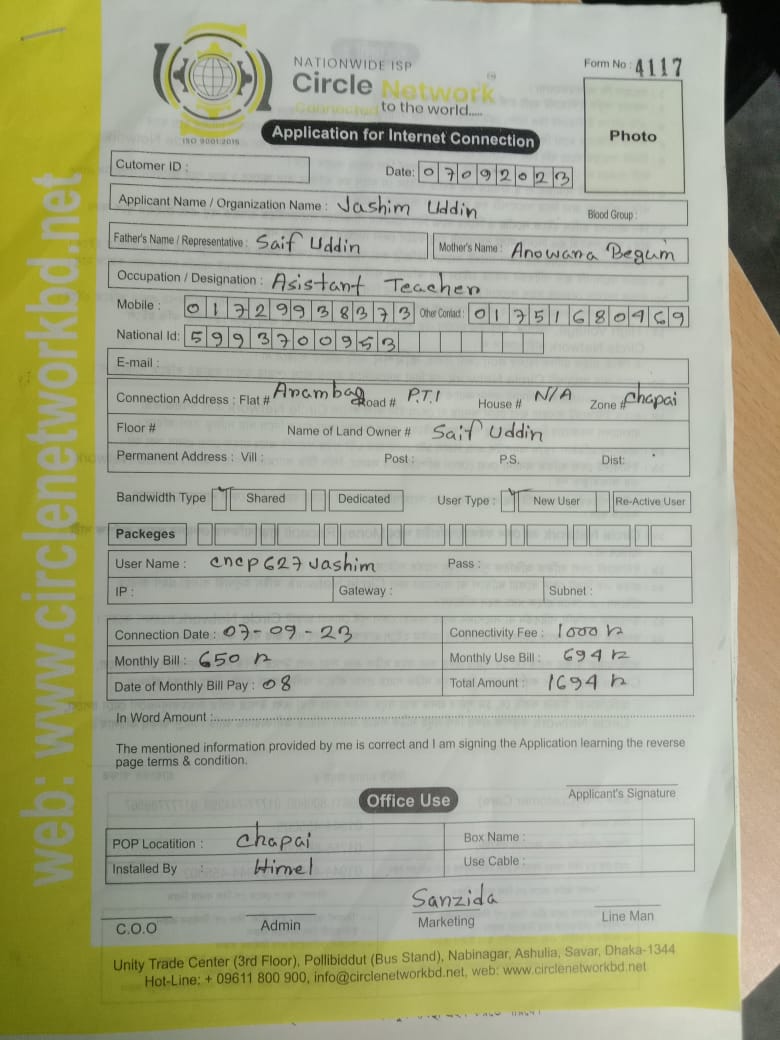 NATIONWIDE ISP
Circle Network
Connected to the world.....
ISO 9001:2015
Form No : 4117
Application for Internet Connection
Photo
web: www.circlenetworkbd.net
Cutomer ID :
Date: 07092023
Applicant Name / Organization Name : Jashim Uddin Blood Group :
Father's Name / Representative : Saif Uddin Mother's Name : Anowara Begum
Occupation / Designation : Asistant Teacher
Mobile : 01729938373 Other Contact : 01751680469
National Id: 5993700953
E-mail :
Connection Address : Flat # Arambag Road # P.T.I House # N/A Zone # Chapai
Floor # Name of Land Owner # Saif Uddin
Permanent Address : Vill : Post : P.S. Dist:
Bandwidth Type Shared Dedicated User Type : New User Re-Active User
Packeges
User Name : cncp627Jashim Pass :
IP : Gateway : Subnet :
Connection Date : 07-09-23 Connectivity Fee : 1000
Monthly Bill : 650 Monthly Use Bill : 694
Date of Monthly Bill Pay : 08 Total Amount : 1694
In Word Amount :
The mentioned information provided by me is correct and I am signing the Application learning the reverse
page terms & condition.
Applicant's Signature
Office Use
POP Locatition : Chapai Box Name :
Installed By : Himel Use Cable :
Sanzida
C.O.O Admin Marketing Line Man
Unity Trade Center (3rd Floor), Pollibiddut (Bus Stand), Nabinagar, Ashulia, Savar, Dhaka-1344
Hot-Line: + 09611 800 900, info@circlenetworkbd.net, web: www.circlenetworkbd.net